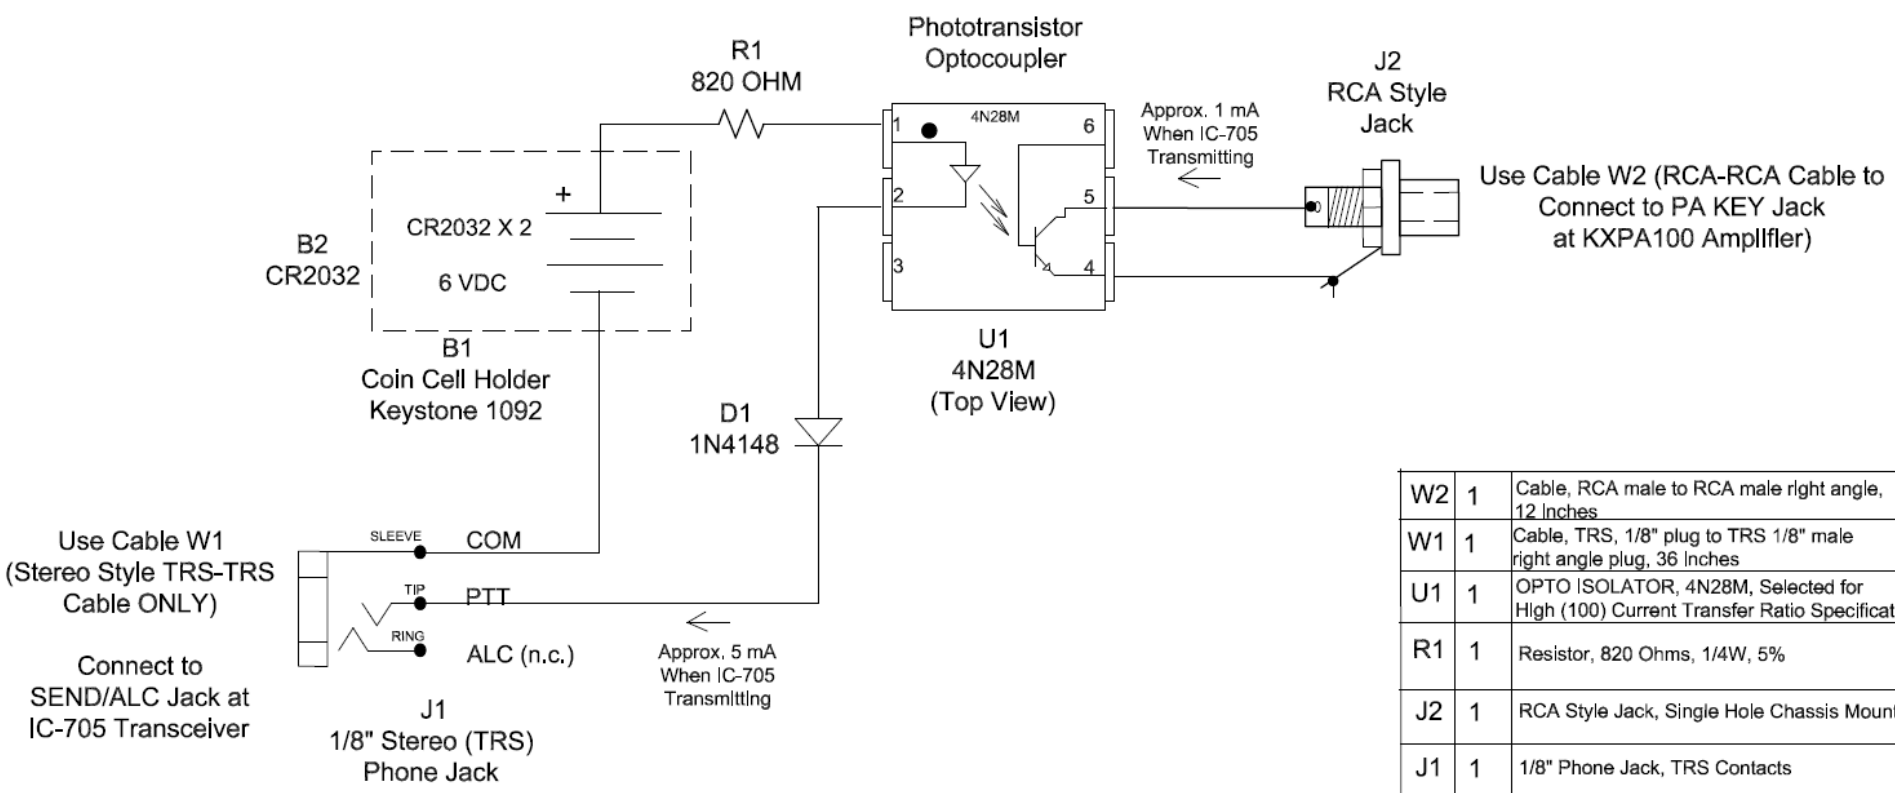 Phototransistor
Optocoupler
R1
820 OHM
J2
RCA Style
Jack
4N28M
1
2
3
6
5
4
Approx. 1 mA
When IC-705
Transmitting
Use Cable W2 (RCA-RCA Cable to
Connect to PA KEY Jack
at KXPA100 Amplifier)
B2
CR2032
+
CR2032 X 2
6 VDC
B1
Coin Cell Holder
Keystone 1092
U1
4N28M
(Top View)
D1
1N4148
Use Cable W1
(Stereo Style TRS-TRS
Cable ONLY)
Connect to
SEND/ALC Jack at
IC-705 Transceiver
SLEEVE
COM
TIP
PTT
RING
ALC (n.c.)
Approx. 5 mA
When IC-705
Transmitting
J1
1/8" Stereo (TRS)
Phone Jack
W2 1 Cable, RCA male to RCA male right angle,
12 Inches
W1 1 Cable, TRS, 1/8" plug to TRS 1/8" male
right angle plug, 36 Inches
U1 1 OPTO ISOLATOR, 4N28M, Selected for
High (100) Current Transfer Ratio Specificat
R1 1 Resistor, 820 Ohms, 1/4W, 5%
J2 1 RCA Style Jack, Single Hole Chassis Mount
J1 1 1/8" Phone Jack, TRS Contacts